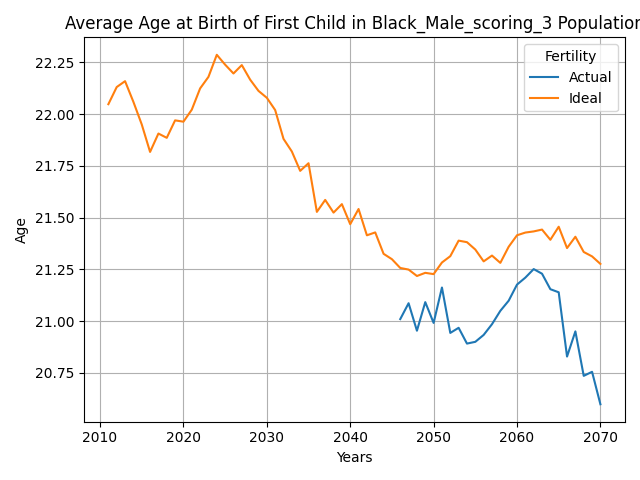 Average Age at Birth of First Child in Black_Male_scoring_3 Population
Fertility
Actual
Ideal
22.25
22.00
21.75
21.50
21.25
21.00
20.75
Age
2010 2020 2030 2040 2050 2060 2070
Years